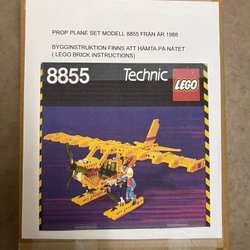 PROP PLANE SET MODELL 8855 FRÅN ÅR 1988
BYGGINSTRUKTION FINNS ATT HÄMTA PÅ NÄTET
( LEGO BRICK INSTRUCTIONS)
8855 Technic LEGO